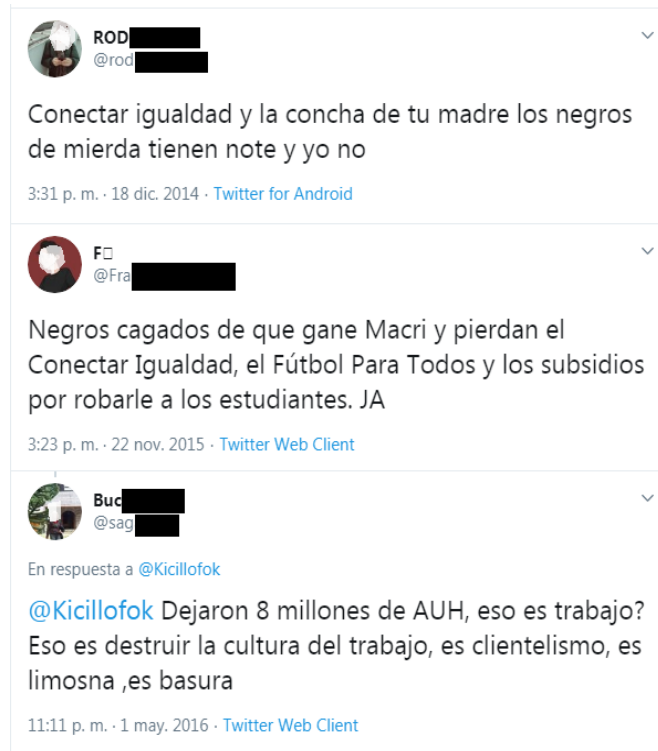 ROD
@rod
Conectar igualdad y la concha de tu madre los negros
de mierda tienen note y yo no
3:31 p. m. · 18 dic. 2014 · Twitter for Android
F□
@Fra
Negros cagados de que gane Macri y pierdan el
Conectar Igualdad, el Fútbol Para Todos y los subsidios
por robarle a los estudiantes. JA
3:23 p. m. · 22 nov. 2015 · Twitter Web Client
Buc
@sag
En respuesta a @Kicillofok
@Kicillofok Dejaron 8 millones de AUH, eso es trabajo?
Eso es destruir la cultura del trabajo, es clientelismo, es
limosna ,es basura
11:11 p. m. · 1 may. 2016 · Twitter Web Client